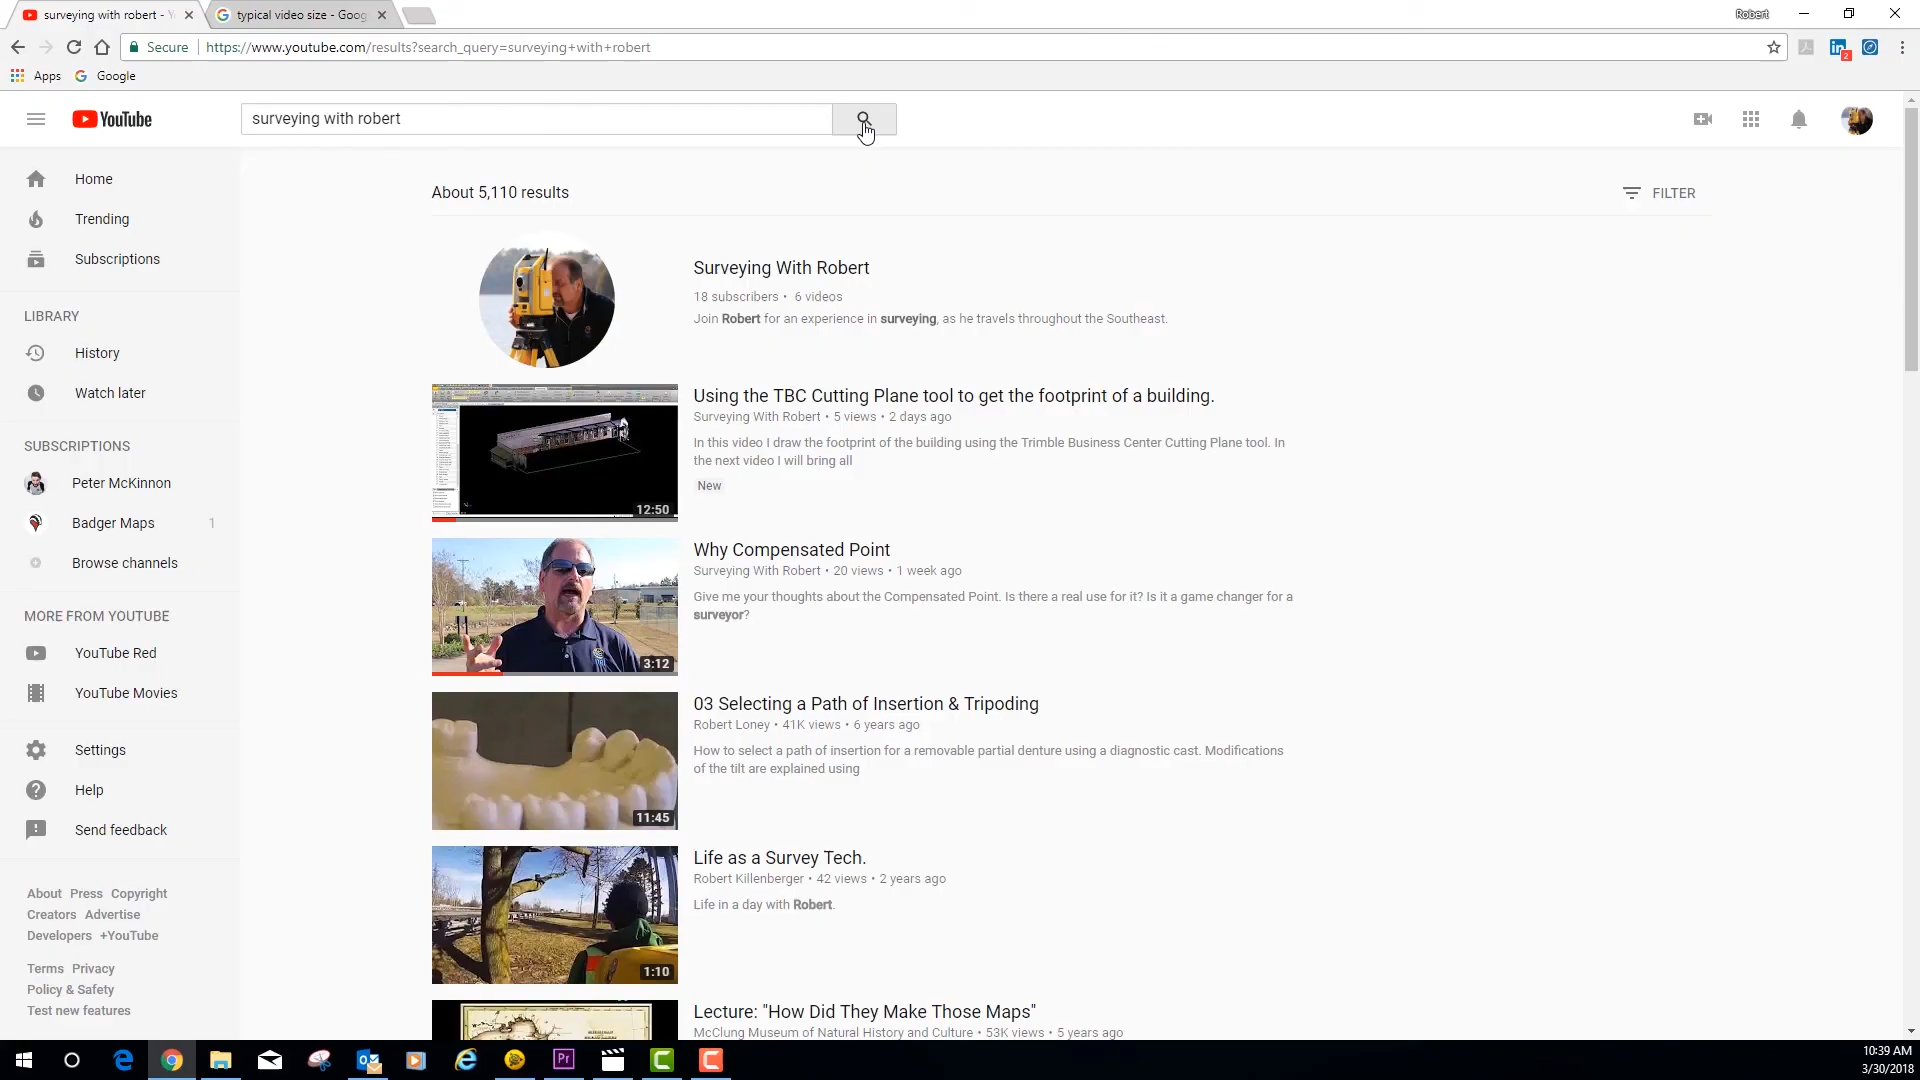 surveying with robert - Y
typical video size - Goog
Robert
Secure
https://www.youtube.com/results?search_query=surveying+with+robert
2
Apps
Google
YouTube
surveying with robert
Home
Trending
Subscriptions
LIBRARY
History
Watch later
SUBSCRIPTIONS
Peter McKinnon
Badger Maps 1
Browse channels
MORE FROM YOUTUBE
YouTube Red
YouTube Movies
Settings
Help
Send feedback
About Press Copyright
Creators Advertise
Developers +YouTube
Terms Privacy
Policy & Safety
Test new features
About 5,110 results
FILTER
Surveying With Robert
18 subscribers • 6 videos
Join Robert for an experience in surveying, as he travels throughout the Southeast.
12:50
Using the TBC Cutting Plane tool to get the footprint of a building.
Surveying With Robert • 5 views • 2 days ago
In this video I draw the footprint of the building using the Trimble Business Center Cutting Plane tool. In
the next video I will bring all
New
3:12
Why Compensated Point
Surveying With Robert • 20 views • 1 week ago
Give me your thoughts about the Compensated Point. Is there a real use for it? Is it a game changer for a
surveyor?
11:45
03 Selecting a Path of Insertion & Tripoding
Robert Loney • 41K views • 6 years ago
How to select a path of insertion for a removable partial denture using a diagnostic cast. Modifications
of the tilt are explained using
1:10
Life as a Survey Tech.
Robert Killenberger • 42 views • 2 years ago
Life in a day with Robert.
Lecture: "How Did They Make Those Maps"
McClung Museum of Natural History and Culture • 53K views • 5 years ago
Pr
10:39 AM
3/30/2018